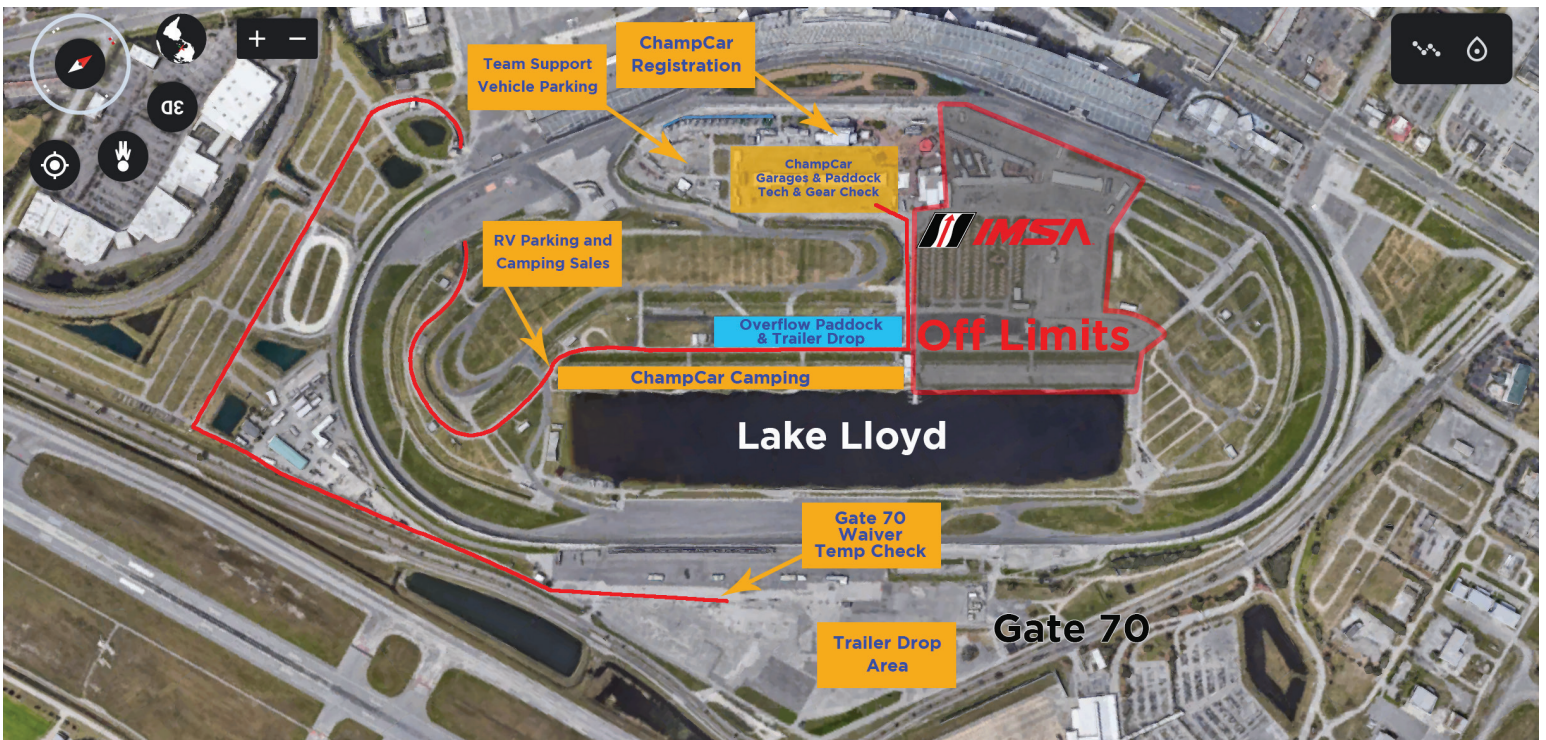 + −
3D
Team Support
Vehicle Parking
ChampCar
Registration
ChampCar
Garages & Paddock
Tech & Gear Check
IMSA
RV Parking and
Camping Sales
Overflow Paddock
& Trailer Drop
Off Limits
ChampCar Camping
Lake Lloyd
Gate 70
Waiver
Temp Check
Gate 70
Trailer Drop
Area